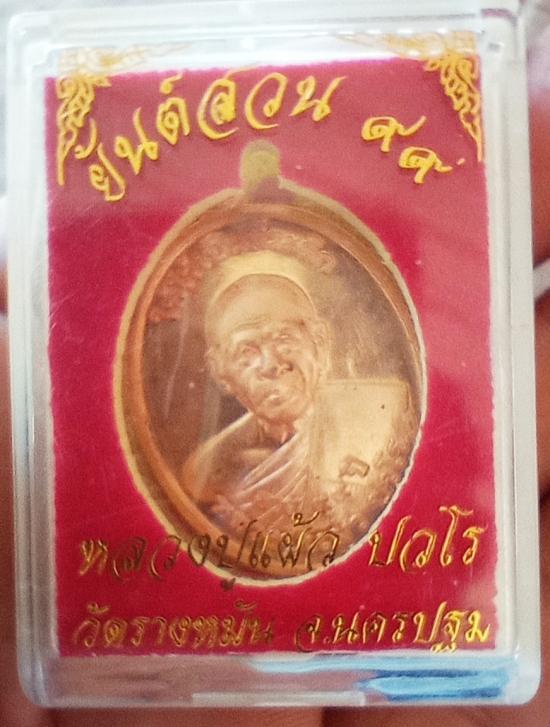 ย้นต์สวน ๙๙
หลวงปู่แผ้ว ปวโร
วัดรางหมัน จ.นครปฐม